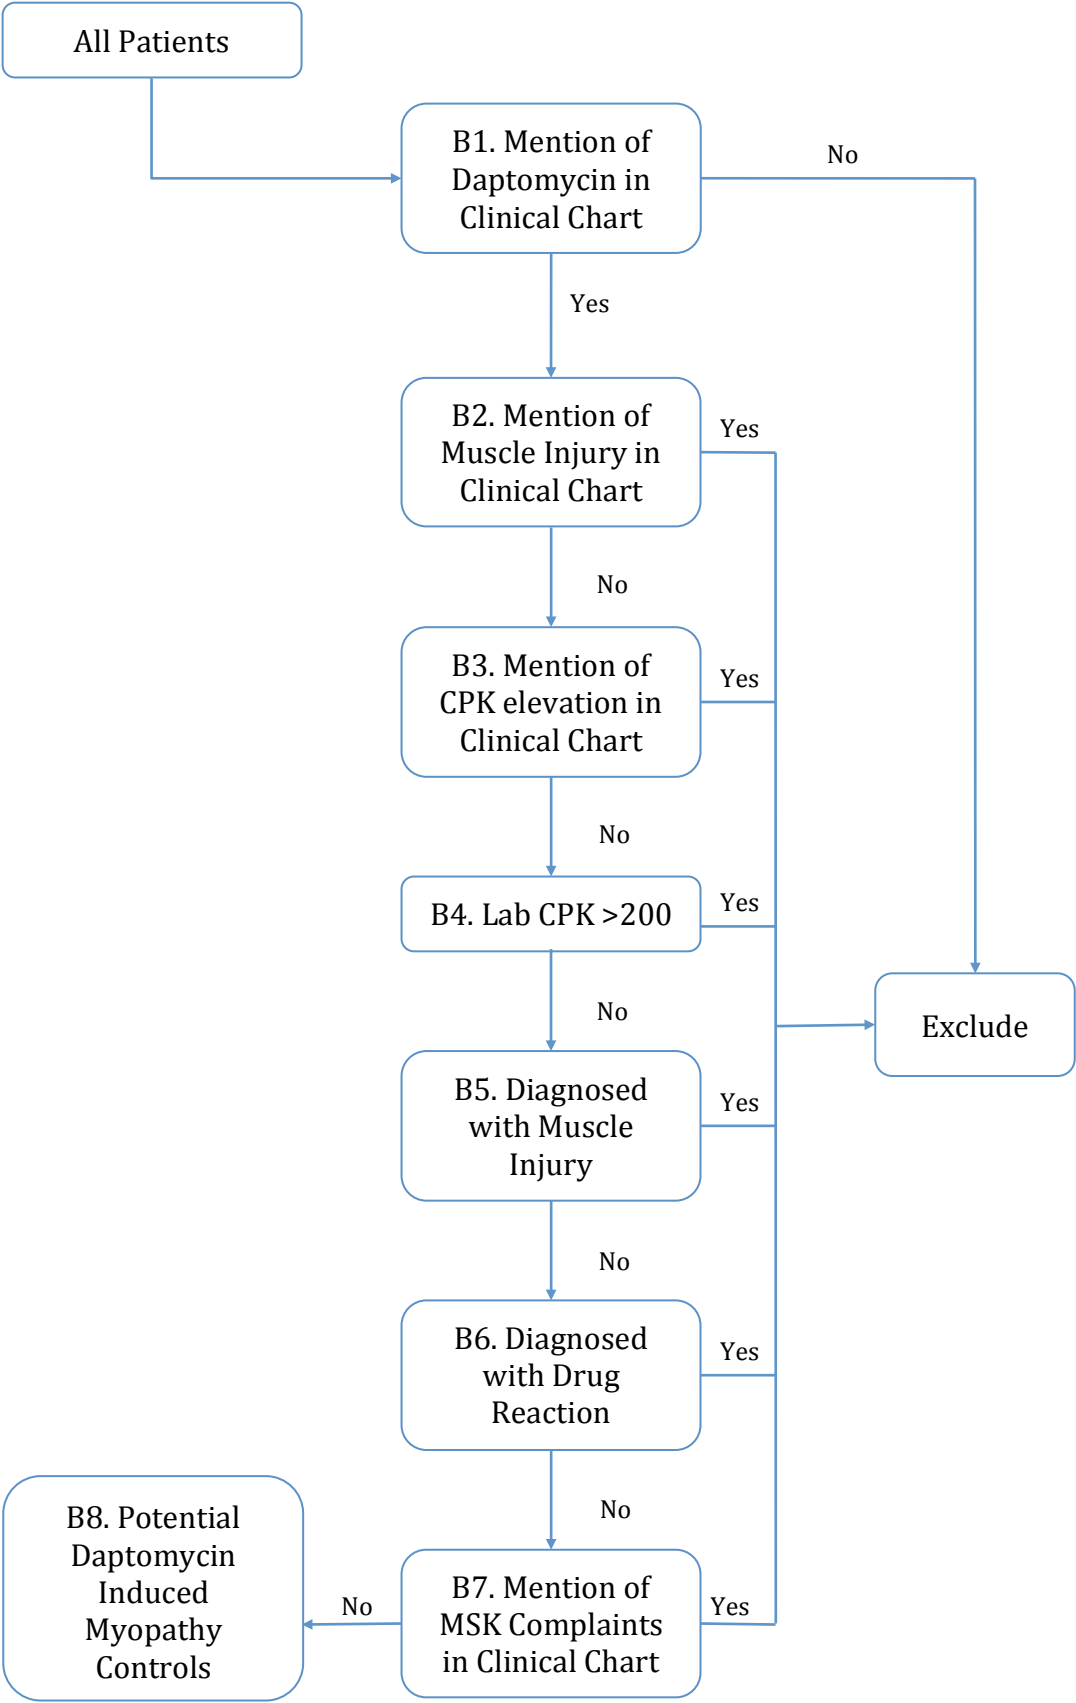 All Patients
B1. Mention of
Daptomycin in
Clinical Chart
No
Yes
B2. Mention of
Muscle Injury in
Clinical Chart
Yes
No
B3. Mention of
CPK elevation in
Clinical Chart
Yes
No
B4. Lab CPK >200
Yes
No
Exclude
B5. Diagnosed
with Muscle
Injury
Yes
No
B6. Diagnosed
with Drug
Reaction
Yes
No
B7. Mention of
MSK Complaints
in Clinical Chart
Yes
No
B8. Potential
Daptomycin
Induced
Myopathy
Controls